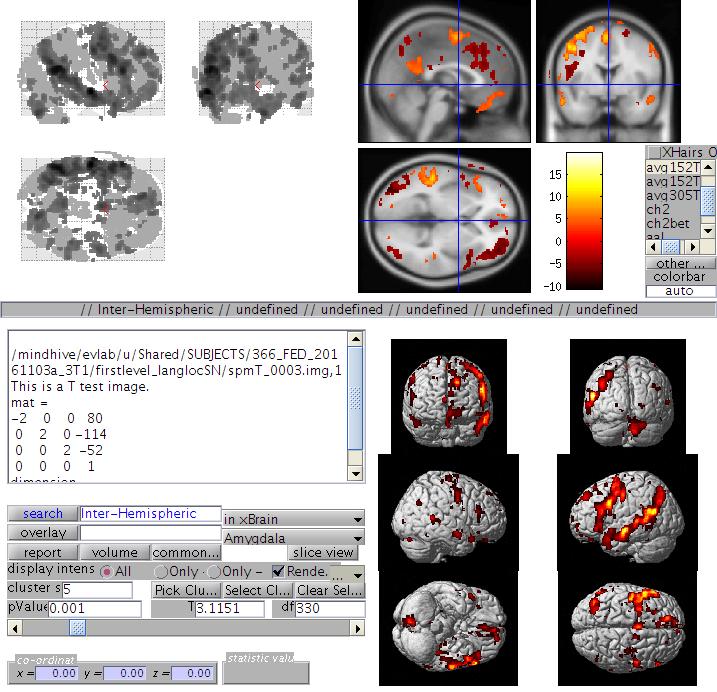 XHairs O
avg152T
avg152T
avg305T
ch2
ch2bet
aal
other ...
colorbar
auto
15
10
5
0
−5
−10
// Inter-Hemispheric // undefined // undefined // undefined // undefined // undefined
/mindhive/evlab/u/Shared/SUBJECTS/366_FED_201
61103a_3T1/firstlevel_langlocSN/spmT_0003.img,1
This is a T test image.
mat =
−2 0 0 80
0 2 0 −114
0 0 2 −52
0 0 0 1
dimension
search Inter-Hemispheric in xBrain
overlay Amygdala
report volume common... slice view
display intens All Only + Only − Rende. ...
cluster s 5 Pick Clu... Select Cl... Clear Sel...
pValue 0.001 T 3.1151 df 330
co-ordinat statistic valu
x = 0.00 y = 0.00 z = 0.00